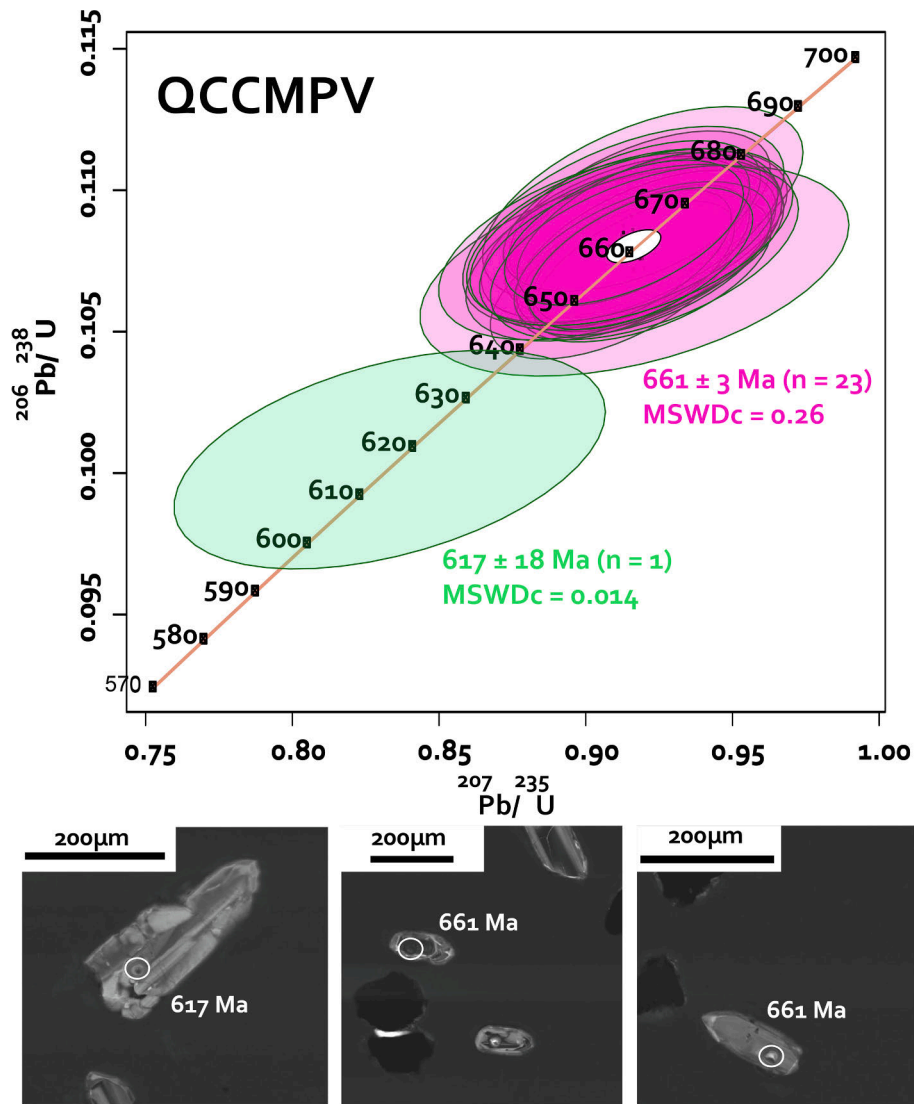 QCCMPV
0.115
0.110
0.105
0.100
0.095
206Pb/238U
700
690
680
670
660
650
640
630
620
610
600
590
580
570
661 ± 3 Ma (n = 23)
MSWDc = 0.26
617 ± 18 Ma (n = 1)
MSWDc = 0.014
0.75 0.80 0.85 0.90 0.95 1.00
207Pb/235U
200µm
617 Ma
200µm
661 Ma
200µm
661 Ma